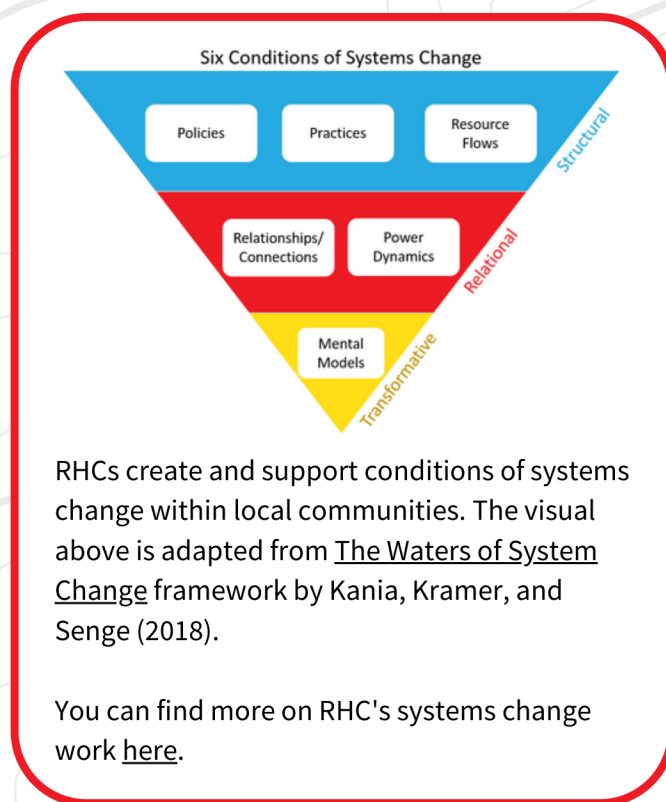 Six Conditions of Systems Change
Policies
Practices
Resource
Flows
Structural
Relationships/
Connections
Power
Dynamics
Relational
Mental
Models
Transformative
RHCs create and support conditions of systems
change within local communities. The visual
above is adapted from The Waters of System
Change framework by Kania, Kramer, and
Senge (2018).
You can find more on RHC's systems change
work here.